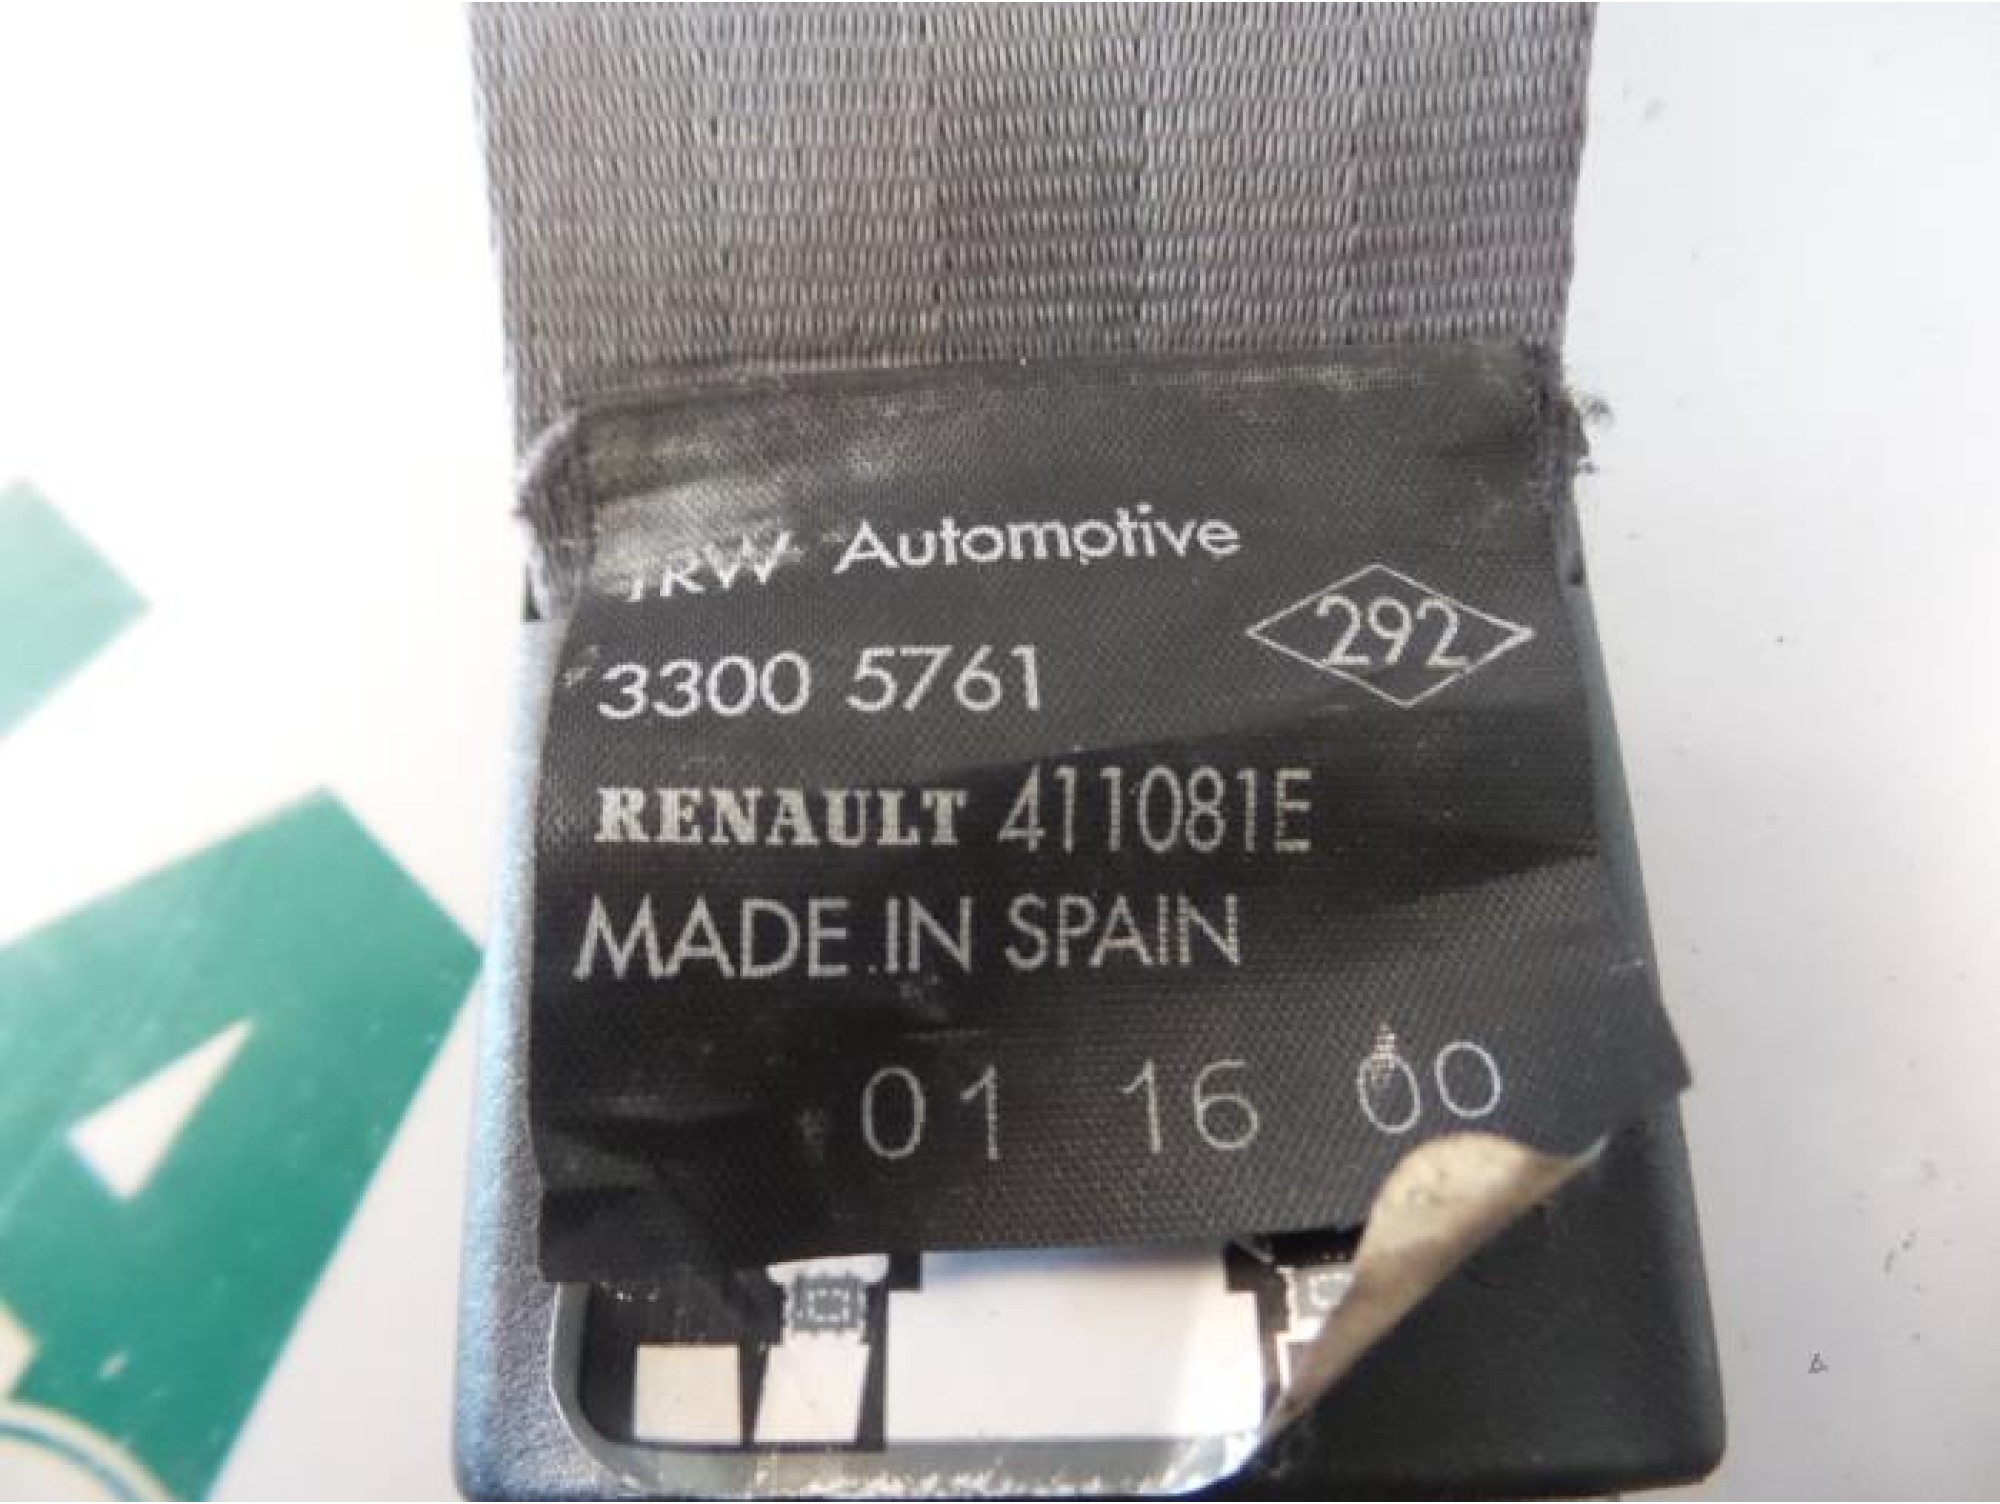 TRW Automotive
292
3300 5761
RENAULT 411081E
MADE IN SPAIN
01 16 00